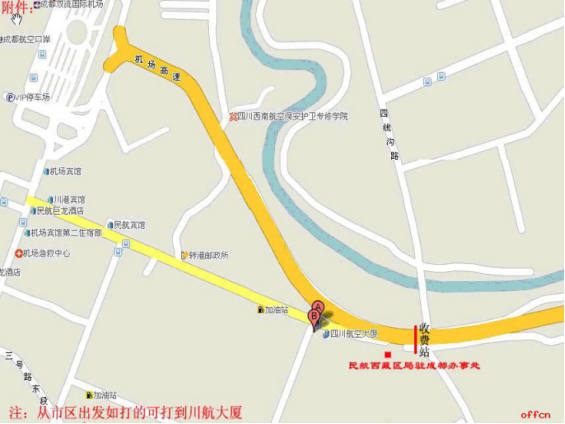 附件：
成都双流国际机场
成都航空口岸
机场高速
VIP停车场
四川西南航空保安护卫专修学院
四线沟路
机场宾馆
川港宾馆
民航巨龙酒店
民航宾馆
机场宾馆第二住宿部
机场急救中心
转港邮政所
龙酒店
A
B
加油站
四川航空大厦
收费站
民航西藏区局驻成都办事处
三号路东段
加油站
注：从市区出发如打的可打到川航大厦
offcn